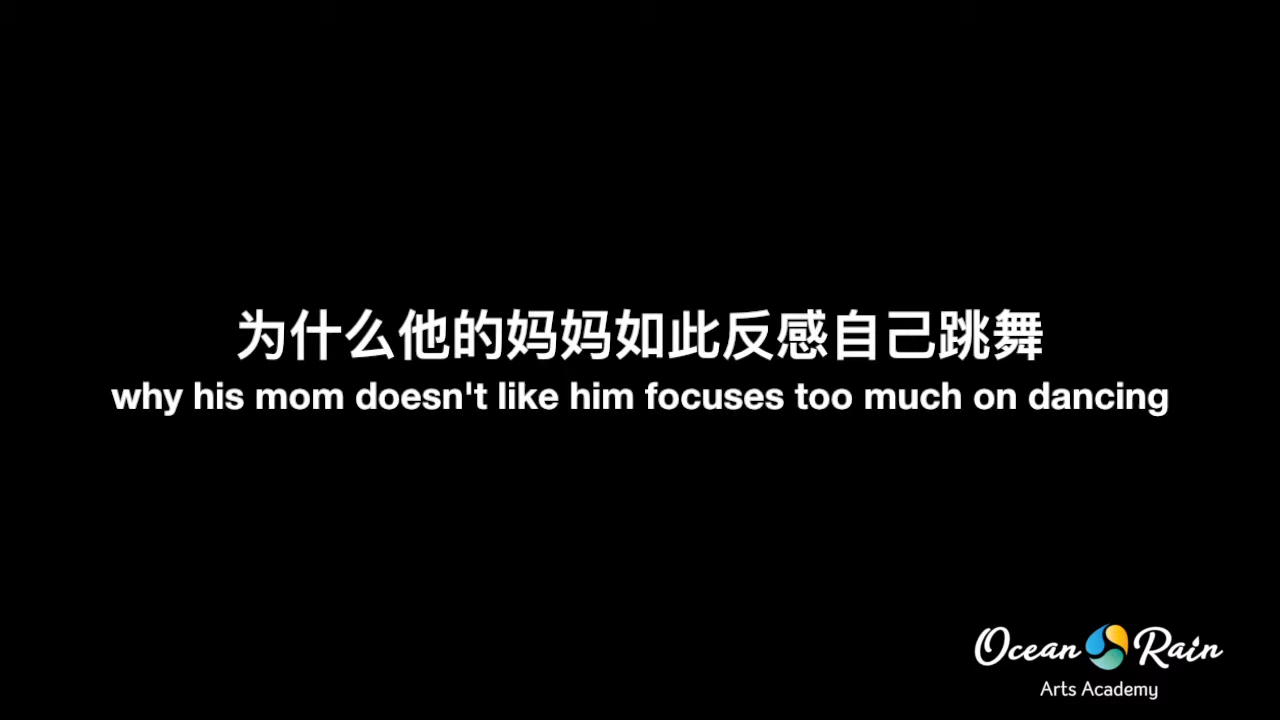 为什么他的妈妈如此反感自己跳舞
why his mom doesn't like him focuses too much on dancing
Ocean Rain
Arts Academy